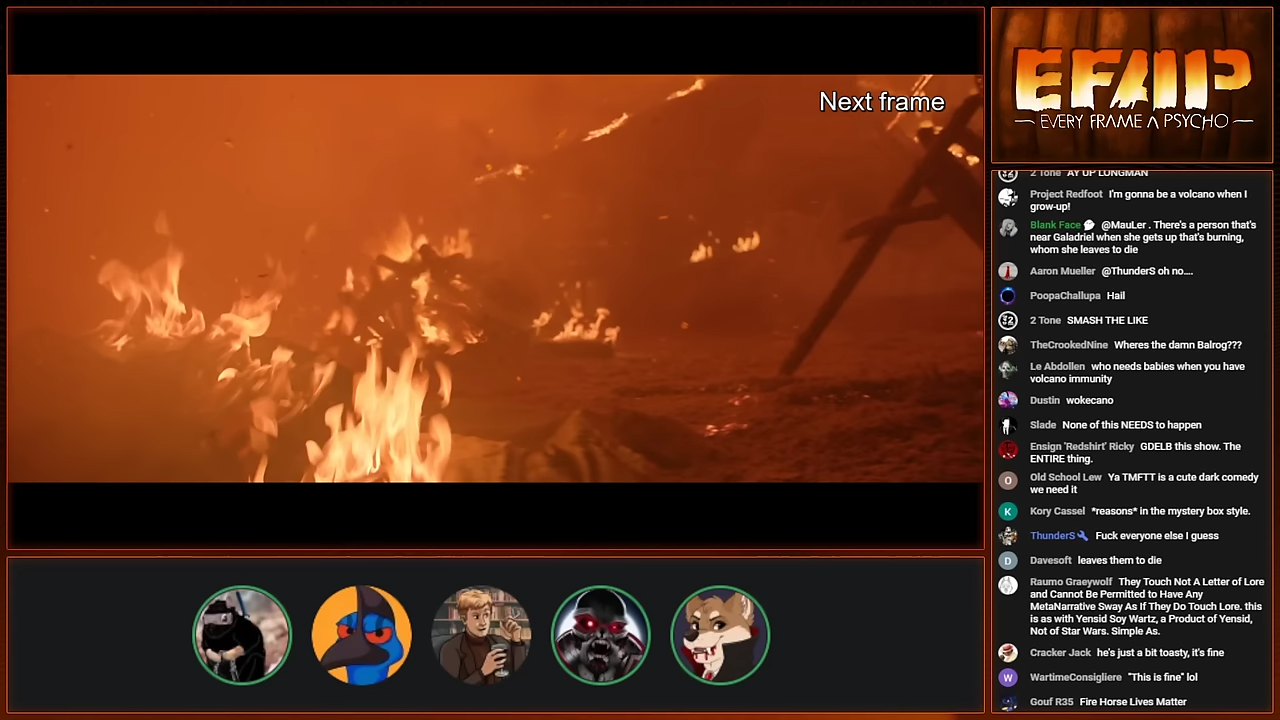 Next frame
EFAP
EVERY FRAME A PSYCHO
2 Tone AY UP LONGMAN
Project Redfoot I'm gonna be a volcano when I
grow-up!
Blank Face @MauLer . There's a person that's
near Galadriel when she gets up that's burning,
whom she leaves to die
Aaron Mueller @ThunderS oh no....
PoopaChallupa Hail
2 Tone SMASH THE LIKE
TheCrookedNine Wheres the damn Balrog???
Le Abdollen who needs babies when you have
volcano immunity
Dustin wokecano
Slade None of this NEEDS to happen
Ensign 'Redshirt' Ricky GDELB this show. The
ENTIRE thing.
O
Old School Lew Ya TMFTT is a cute dark comedy
we need it
K
Kory Cassel *reasons* in the mystery box style.
ThunderS Fuck everyone else I guess
D
Davesoft leaves them to die
Raumo Graeywolf They Touch Not A Letter of Lore
and Cannot Be Permitted to Have Any
MetaNarrative Sway As If They Do Touch Lore. this
is as with Yensid Soy Wartz, a Product of Yensid,
Not of Star Wars. Simple As.
Cracker Jack he's just a bit toasty, it's fine
W
WartimeConsigliere "This is fine" lol
Gouf R35 Fire Horse Lives Matter